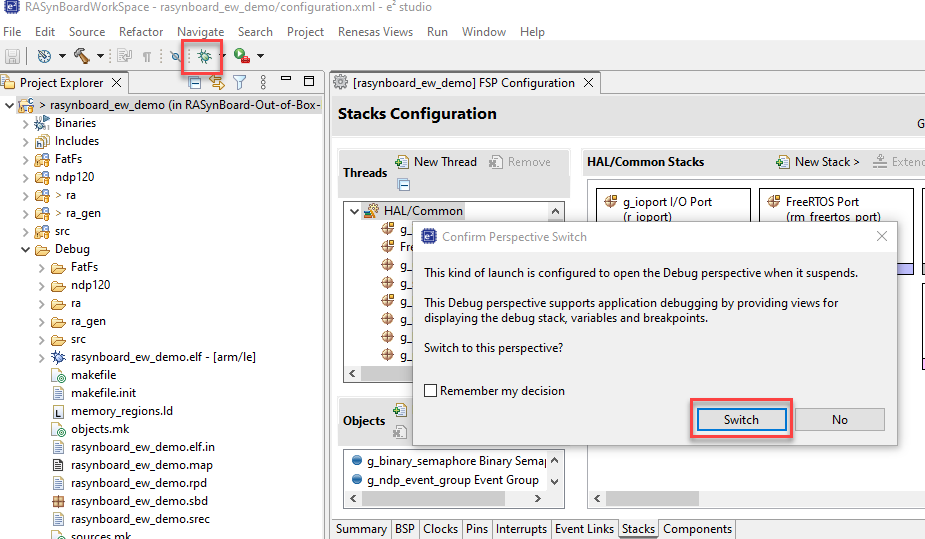 RASynBoardWorkSpace - rasynboard_ew_demo/configuration.xml - e² studio
File Edit Source Refactor Navigate Search Project Renesas Views Run Window Help
Project Explorer
> rasynboard_ew_demo (in RASynBoard-Out-of-Box-
Binaries
Includes
FatFs
ndp120
> ra
> ra_gen
src
Debug
FatFs
ndp120
ra
ra_gen
src
rasynboard_ew_demo.elf - [arm/le]
makefile
makefile.init
memory_regions.ld
objects.mk
rasynboard_ew_demo.elf.in
rasynboard_ew_demo.map
rasynboard_ew_demo.rpd
rasynboard_ew_demo.sbd
rasynboard_ew_demo.srec
sources.mk
[rasynboard_ew_demo] FSP Configuration
Stacks Configuration
G
Threads
New Thread
Remove
HAL/Common
g_
Fre
g_
g_
g_
g_
g_
g_
Objects
g_binary_semaphore Binary Semap
g_ndp_event_group Event Group
HAL/Common Stacks
New Stack >
Extend
g_ioport I/O Port
(r_ioport)
FreeRTOS Port
(rm_freertos_port)
Confirm Perspective Switch
This kind of launch is configured to open the Debug perspective when it suspends.
This Debug perspective supports application debugging by providing views for
displaying the debug stack, variables and breakpoints.
Switch to this perspective?
Remember my decision
Switch
No
Summary BSP Clocks Pins Interrupts Event Links Stacks Components